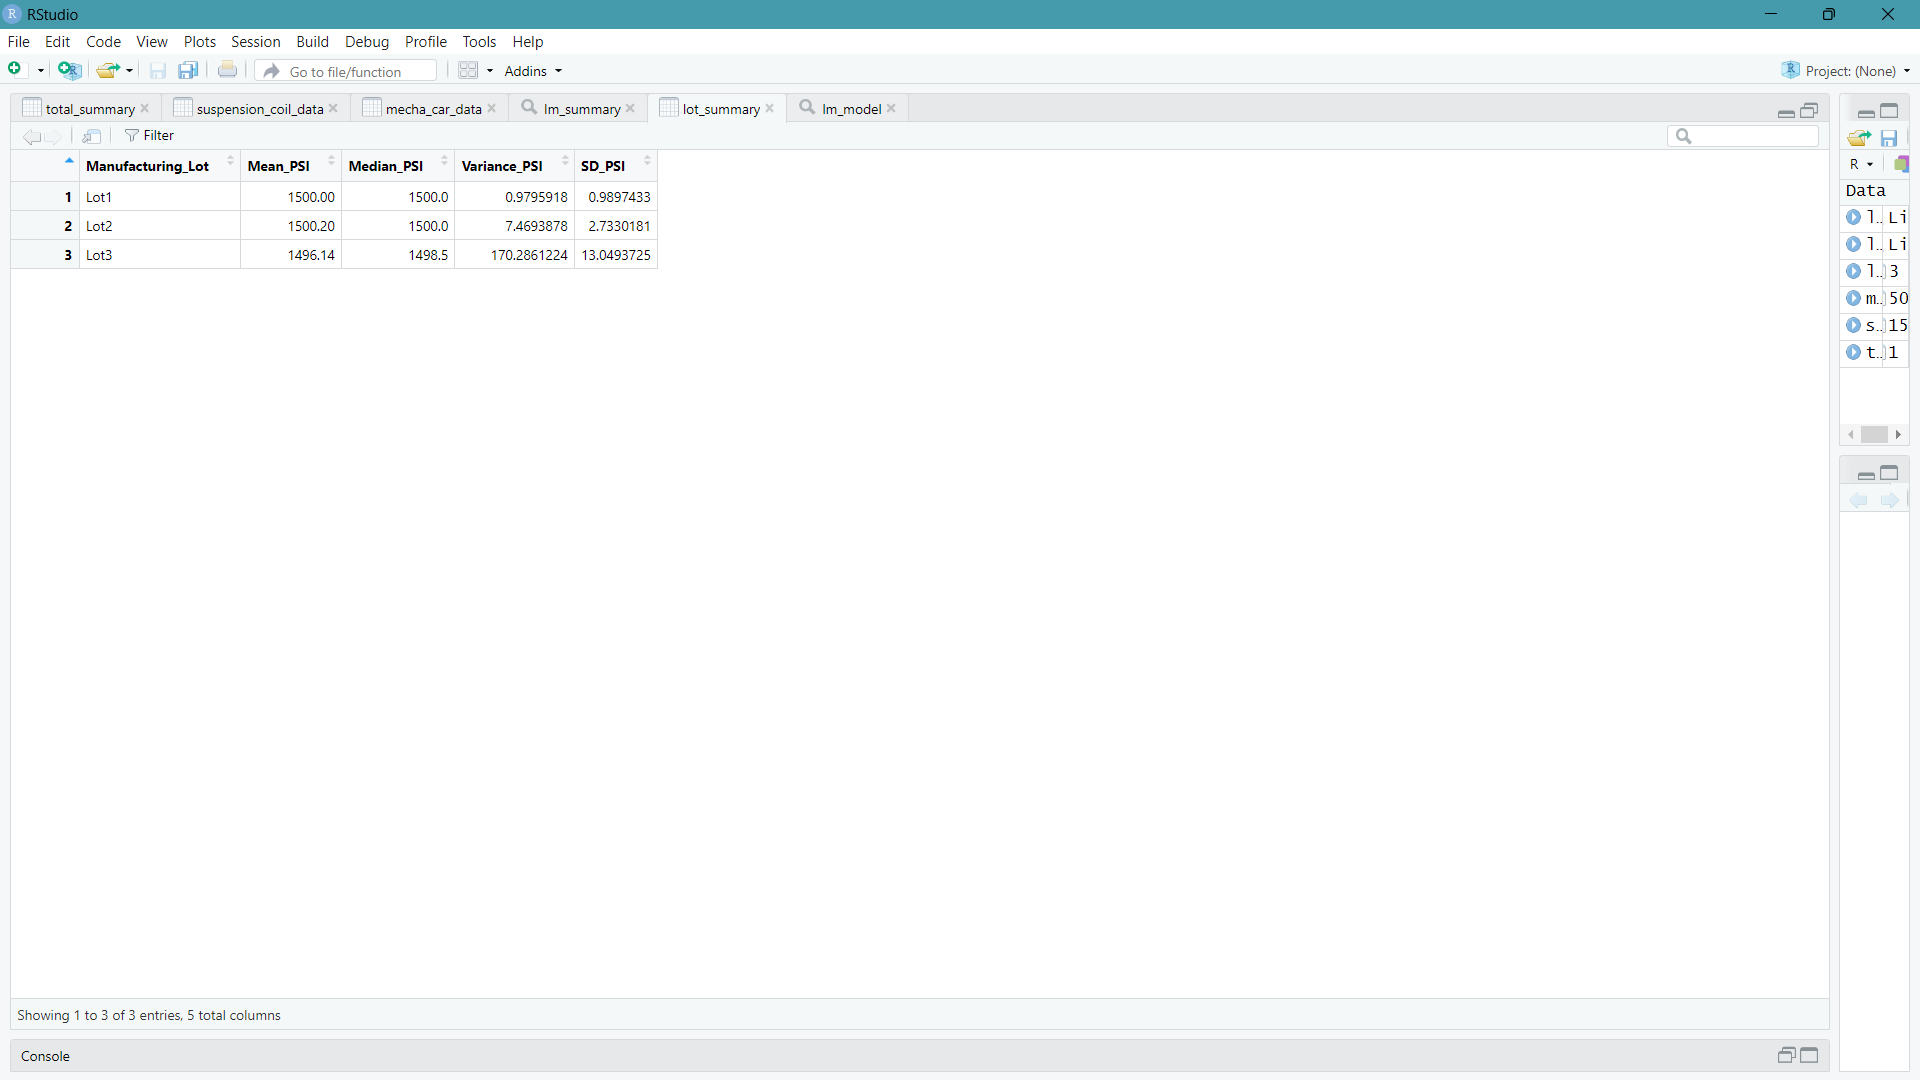 R RStudio
File Edit Code View Plots Session Build Debug Profile Tools Help
Go to file/function Addins Project: (None)
total_summary suspension_coil_data mecha_car_data lm_summary lot_summary lm_model
Filter
Manufacturing_Lot Mean_PSI Median_PSI Variance_PSI SD_PSI
1 Lot1 1500.00 1500.0 0.9795918 0.9897433
2 Lot2 1500.20 1500.0 7.4693878 2.7330181
3 Lot3 1496.14 1498.5 170.2861224 13.0493725
Showing 1 to 3 of 3 entries, 5 total columns
Console
R
Data
l.. Li
l.. Li
l.. 3
m.. 50
s.. 15
t.. 1